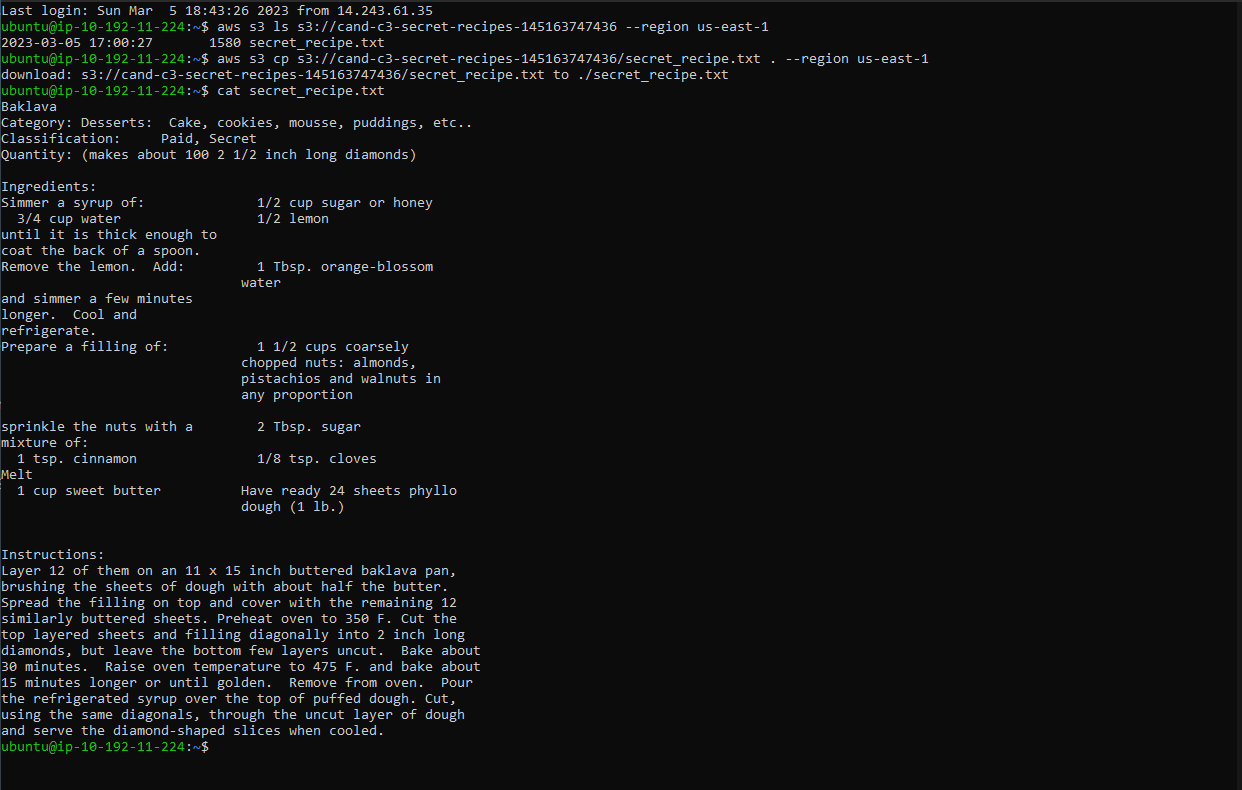 Last login: Sun Mar  5 18:43:26 2023 from 14.243.61.35
ubuntu@ip-10-192-11-224:~$ aws s3 ls s3://cand-c3-secret-recipes-145163747436 --region us-east-1
2023-03-05 17:00:27       1580 secret_recipe.txt
ubuntu@ip-10-192-11-224:~$ aws s3 cp s3://cand-c3-secret-recipes-145163747436/secret_recipe.txt . --region us-east-1
download: s3://cand-c3-secret-recipes-145163747436/secret_recipe.txt to ./secret_recipe.txt
ubuntu@ip-10-192-11-224:~$ cat secret_recipe.txt
Baklava
Category: Desserts:  Cake, cookies, mousse, puddings, etc..
Classification:     Paid, Secret
Quantity: (makes about 100 2 1/2 inch long diamonds)

Ingredients:
Simmer a syrup of:              1/2 cup sugar or honey
  3/4 cup water                 1/2 lemon
until it is thick enough to
coat the back of a spoon.
Remove the lemon.  Add:         1 Tbsp. orange-blossom
                              water
and simmer a few minutes
longer.  Cool and
refrigerate.
Prepare a filling of:           1 1/2 cups coarsely
                              chopped nuts: almonds,
                              pistachios and walnuts in
                              any proportion

sprinkle the nuts with a        2 Tbsp. sugar
mixture of:
  1 tsp. cinnamon               1/8 tsp. cloves
Melt
  1 cup sweet butter          Have ready 24 sheets phyllo
                              dough (1 lb.)


Instructions:
Layer 12 of them on an 11 x 15 inch buttered baklava pan,
brushing the sheets of dough with about half the butter.
Spread the filling on top and cover with the remaining 12
similarly buttered sheets. Preheat oven to 350 F. Cut the
top layered sheets and filling diagonally into 2 inch long
diamonds, but leave the bottom few layers uncut.  Bake about
30 minutes.  Raise oven temperature to 475 F. and bake about
15 minutes longer or until golden.  Remove from oven.  Pour
the refrigerated syrup over the top of puffed dough. Cut,
using the same diagonals, through the uncut layer of dough
and serve the diamond-shaped slices when cooled.
ubuntu@ip-10-192-11-224:~$